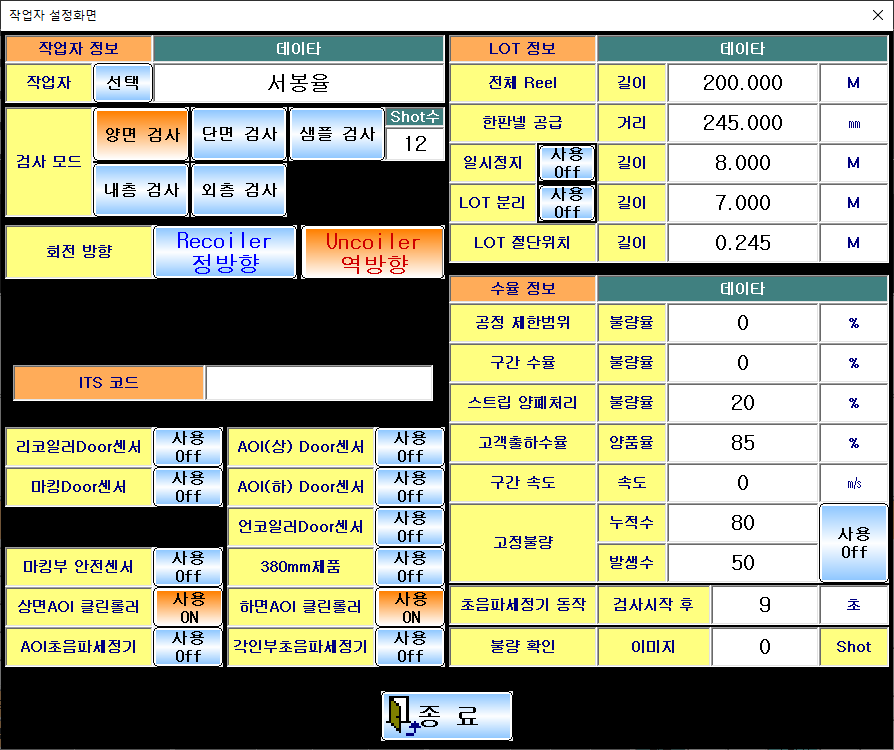 작업자 설정화면
작업자 정보 데이타
작업자 선택 서봉율
검사 모드 양면 검사 단면 검사 샘플 검사 Shot수
12
내층 검사 외층 검사
회전 방향 Recoiler 정방향 Uncoiler 역방향
ITS 코드
리코일러Door센서 사용 Off AOI(상) Door센서 사용 Off
마킹Door센서 사용 Off AOI(하) Door센서 사용 Off
언코일러Door센서 사용 Off
마킹부 안전센서 사용 Off 380mm제품 사용 Off
상면AOI 클린롤러 사용 ON 하면AOI 클린롤러 사용 ON
AOI초음파세정기 사용 Off 각인부초음파세정기 사용 Off
LOT 정보 데이타
전체 Reel 길이 200.000 M
한판넬 공급 거리 245.000 ㎜
일시정지 사용 Off 길이 8.000 M
LOT 분리 사용 Off 길이 7.000 M
LOT 절단위치 길이 0.245 M
수율 정보 데이타
공정 제한범위 불량율 0 %
구간 수율 불량율 0 %
스트립 양폐처리 불량율 20 %
고객출하수율 양품율 85 %
구간 속도 속도 0 ㎧
고정불량 누적수 80 사용 Off
발생수 50
초음파세정기 동작 검사시작 후 9 초
불량 확인 이미지 0 Shot
종 료